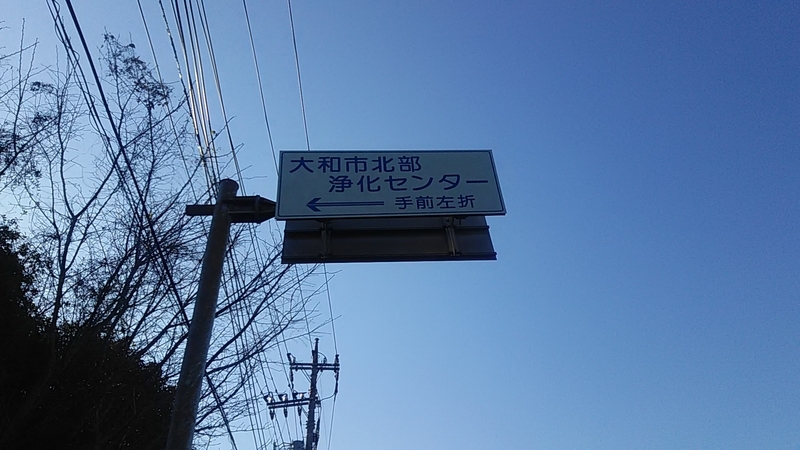 大和市北部
浄化センター
← 手前左折